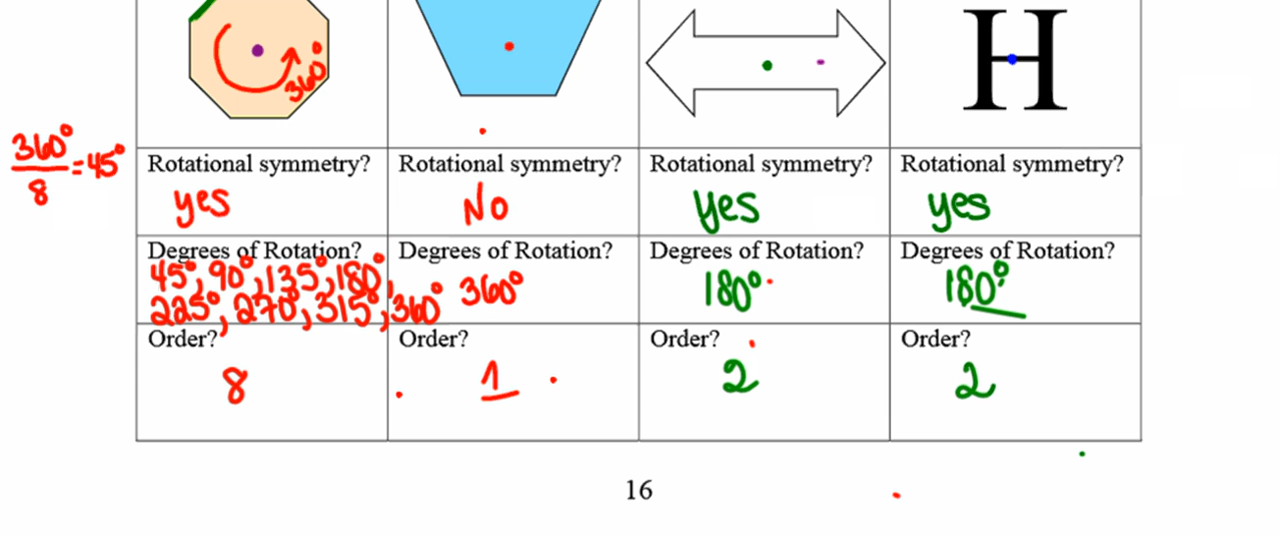 360°
H
360°/8 = 45°
Rotational symmetry? Rotational symmetry? Rotational symmetry? Rotational symmetry?
yes No yes yes
Degrees of Rotation? Degrees of Rotation? Degrees of Rotation? Degrees of Rotation?
45°, 90°, 135°, 180°,
225°, 270°, 315°, 360° 360° 180° 180°
Order? Order? Order? Order?
8 1 2 2
16